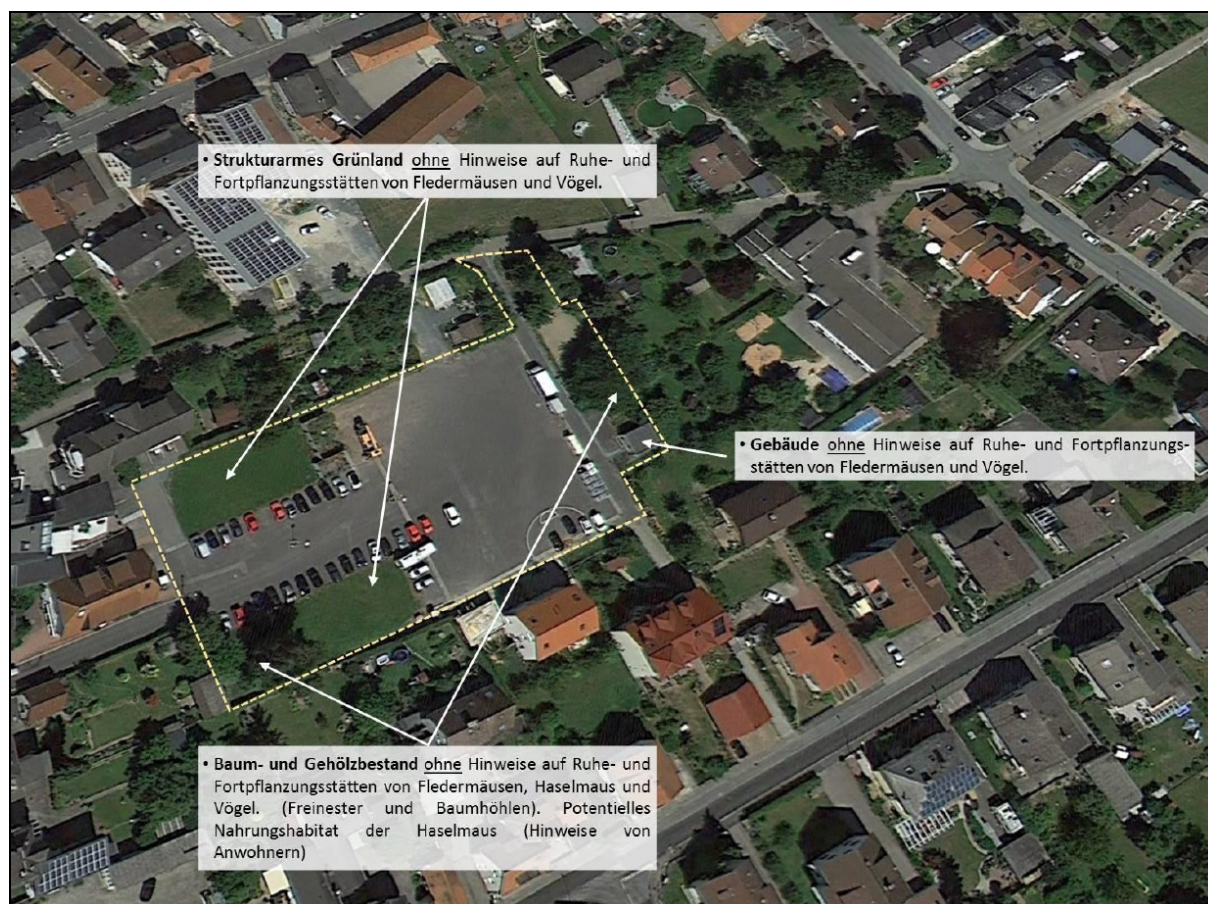 • Strukturarmes Grünland ohne Hinweise auf Ruhe- und
Fortpflanzungsstätten von Fledermäusen und Vögel.
• Gebäude ohne Hinweise auf Ruhe- und Fortpflanzungs-
stätten von Fledermäusen und Vögel.
• Baum- und Gehölzbestand ohne Hinweise auf Ruhe- und
Fortpflanzungsstätten von Fledermäusen, Haselmaus und
Vögel. (Freinester und Baumhöhlen). Potentielles
Nahrungshabitat der Haselmaus (Hinweise von
Anwohnern)